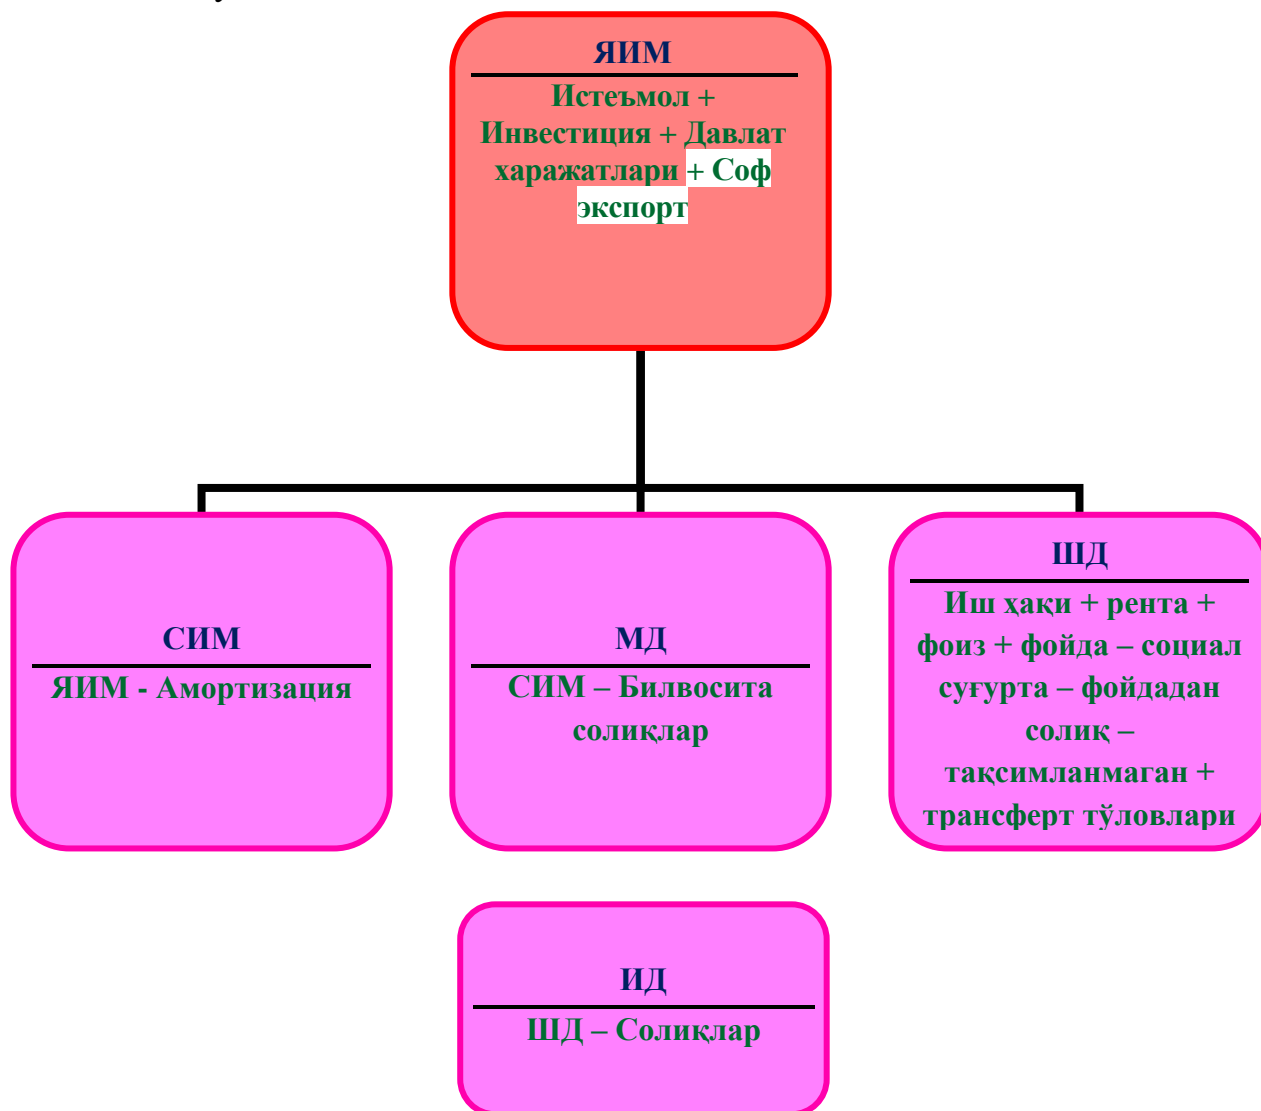 ЯИМ
Истеъмол +
Инвестиция + Давлат
харажатлари + Соф
экспорт
СИМ
ЯИМ - Амортизация
МД
СИМ – Билвосита
солиқлар
ШД
Иш ҳақи + рента +
фоиз + фойда – социал
суғурта – фойдадан
солиқ –
тақсимланмаган +
трансферт тўловлари
ИД
ШД – Солиқлар